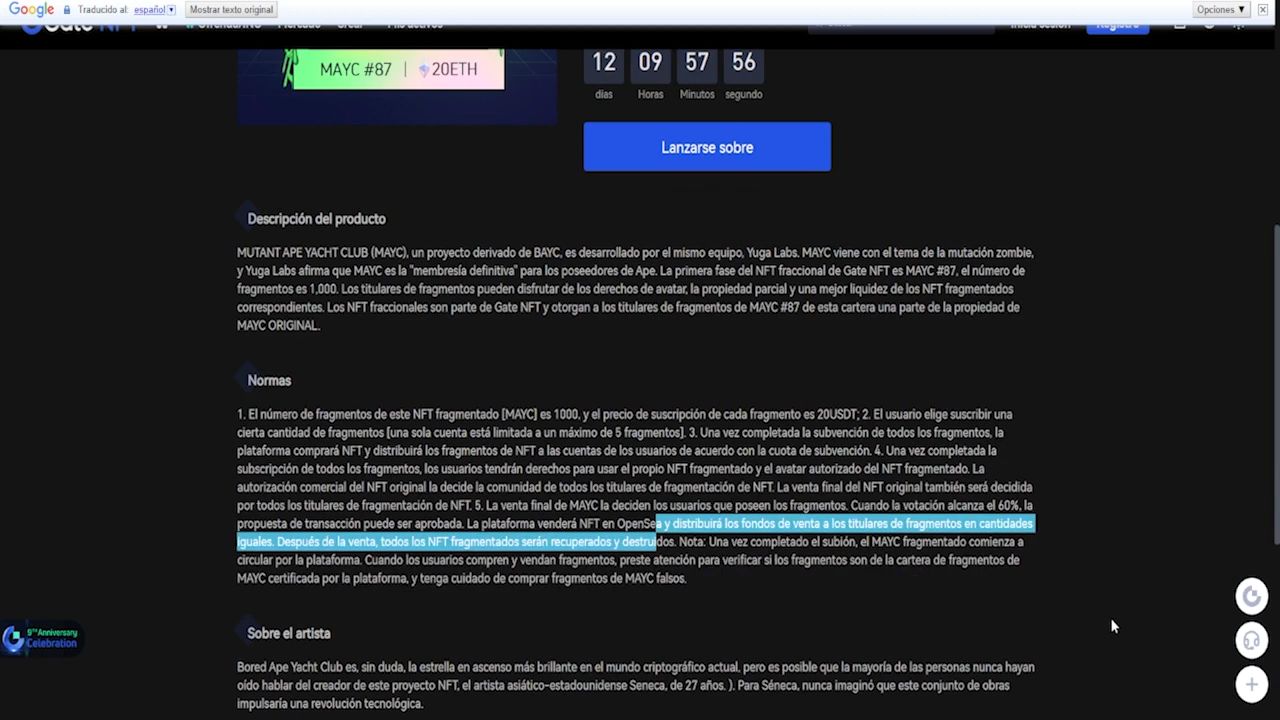 Google Traducido al: español Mostrar texto original Opciones ▼
Gate NFT
MAYC #87 | 20ETH
12 09 57 56
días Horas Minutos segundo
Lanzarse sobre
Descripción del producto
MUTANT APE YACHT CLUB (MAYC), un proyecto derivado de BAYC, es desarrollado por el mismo equipo, Yuga Labs. MAYC viene con el tema de la mutación zombie,
y Yuga Labs afirma que MAYC es la "membresía definitiva" para los poseedores de Ape. La primera fase del NFT fraccional de Gate NFT es MAYC #87, el número de
fragmentos es 1,000. Los titulares de fragmentos pueden disfrutar de los derechos de avatar, la propiedad parcial y una mejor liquidez de los NFT fragmentados
correspondientes. Los NFT fraccionales son parte de Gate NFT y otorgan a los titulares de fragmentos de MAYC #87 de esta cartera una parte de la propiedad de
MAYC ORIGINAL.
Normas
1. El número de fragmentos de este NFT fragmentado [MAYC] es 1000, y el precio de suscripción de cada fragmento es 20USDT; 2. El usuario elige suscribir una
cierta cantidad de fragmentos [una sola cuenta está limitada a un máximo de 5 fragmentos]. 3. Una vez completada la subvención de todos los fragmentos, la
plataforma comprará NFT y distribuirá los fragmentos de NFT a las cuentas de los usuarios de acuerdo con la cuota de subvención. 4. Una vez completada la
subscripción de todos los fragmentos, los usuarios tendrán derechos para usar el propio NFT fragmentado y el avatar autorizado del NFT fragmentado. La
autorización comercial del NFT original la decide la comunidad de todos los titulares de fragmentación de NFT. La venta final del NFT original también será decidida
por todos los titulares de fragmentación de NFT. 5. La venta final de MAYC la deciden los usuarios que poseen los fragmentos. Cuando la votación alcanza el 60%, la
propuesta de transacción puede ser aprobada. La plataforma venderá NFT en OpenSea y distribuirá los fondos de venta a los titulares de fragmentos en cantidades
iguales. Después de la venta, todos los NFT fragmentados serán recuperados y destruidos. Nota: Una vez completado el subión, el MAYC fragmentado comienza a
circular por la plataforma. Cuando los usuarios compren y vendan fragmentos, preste atención para verificar si los fragmentos son de la cartera de fragmentos de
MAYC certificada por la plataforma, y tenga cuidado de comprar fragmentos de MAYC falsos.
9TH Anniversary
Celebration
Sobre el artista
Bored Ape Yacht Club es, sin duda, la estrella en ascenso más brillante en el mundo criptográfico actual, pero es posible que la mayoría de las personas nunca hayan
oído hablar del creador de este proyecto NFT, el artista asiático-estadounidense Seneca, de 27 años. ). Para Séneca, nunca imaginó que este conjunto de obras
impulsaría una revolución tecnológica.